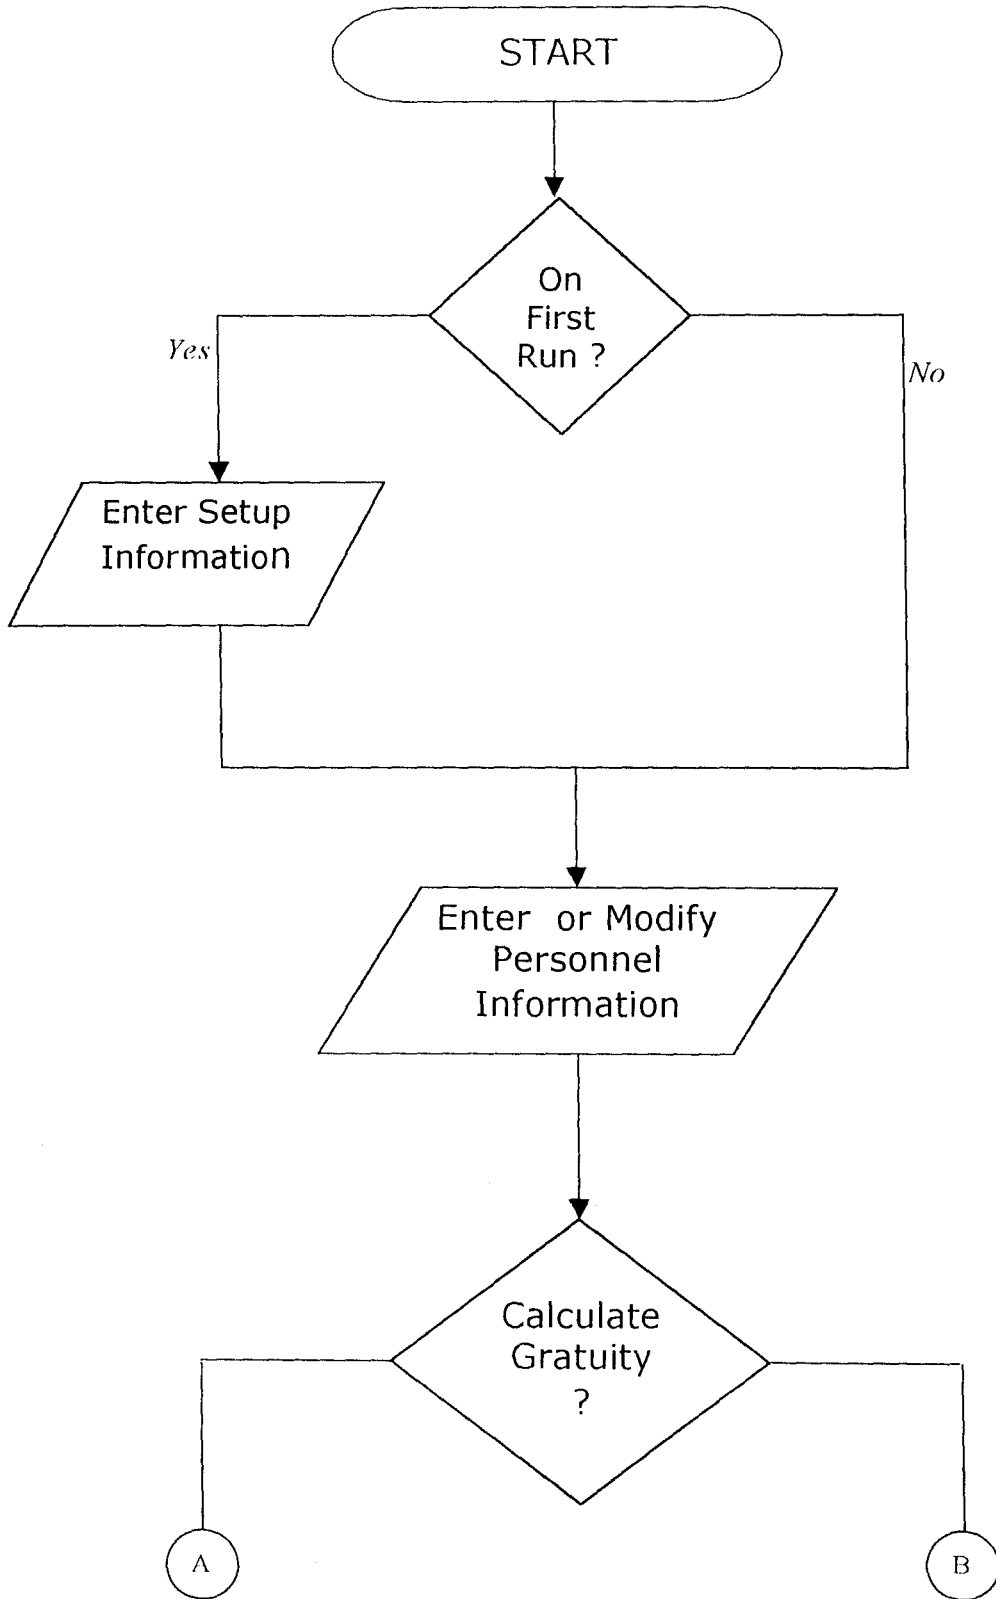 START
On
First
Run ?
Yes
No
Enter Setup
Information
Enter or Modify
Personnel
Information
Calculate
Gratuity
?
A
B